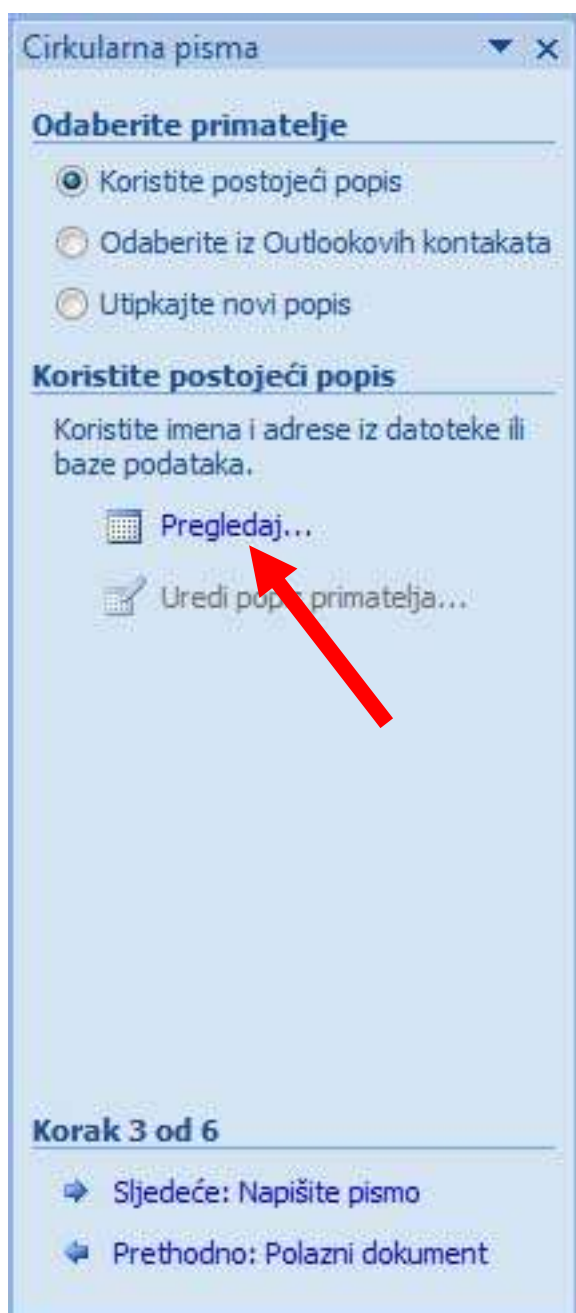 Cirkularna pisma
Odaberite primatelje
Koristite postojeći popis
Odaberite iz Outlookovih kontakata
Utipkajte novi popis
Koristite postojeći popis
Koristite imena i adrese iz datoteke ili
baze podataka.
Pregledaj...
Uredi popis primatelja...
Korak 3 od 6
Sljedeće: Napišite pismo
Prethodno: Polazni dokument